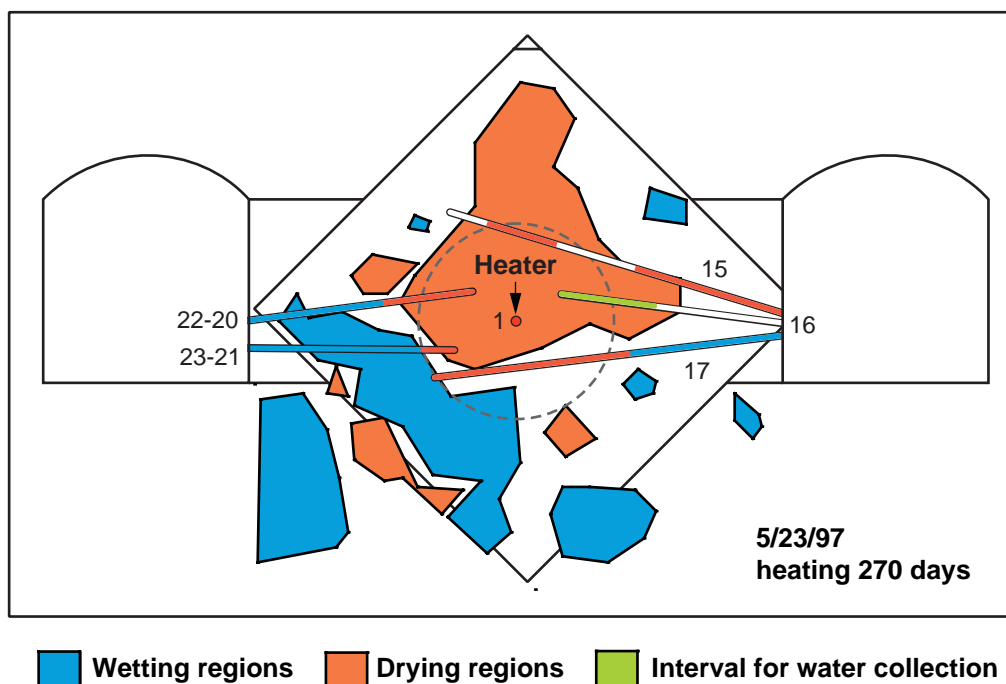 Heater
1
15
16
17
22-20
23-21
5/23/97
heating 270 days
Wetting regions
Drying regions
Interval for water collection